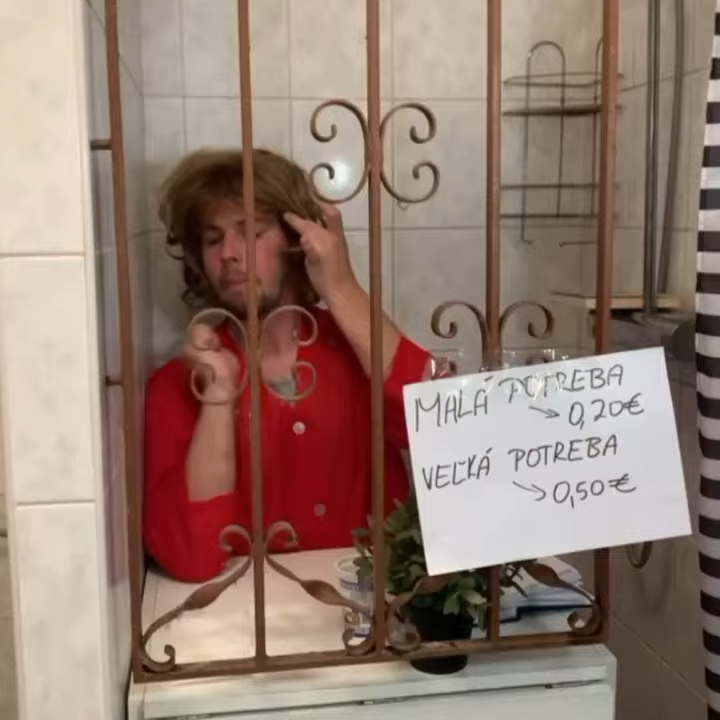 MALÁ POTREBA
→ 0,20€
VEĽKÁ POTREBA
→ 0,50€